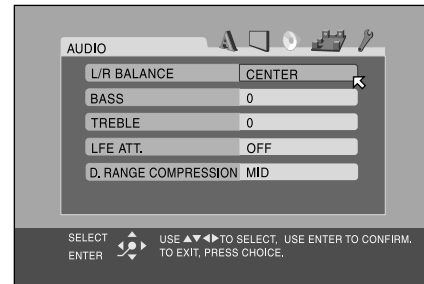 AUDIO
L/R BALANCE CENTER
BASS 0
TREBLE 0
LFE ATT. OFF
D. RANGE COMPRESSION MID
SELECT
ENTER
USE ▲▼◀▶TO SELECT, USE ENTER TO CONFIRM.
TO EXIT, PRESS CHOICE.